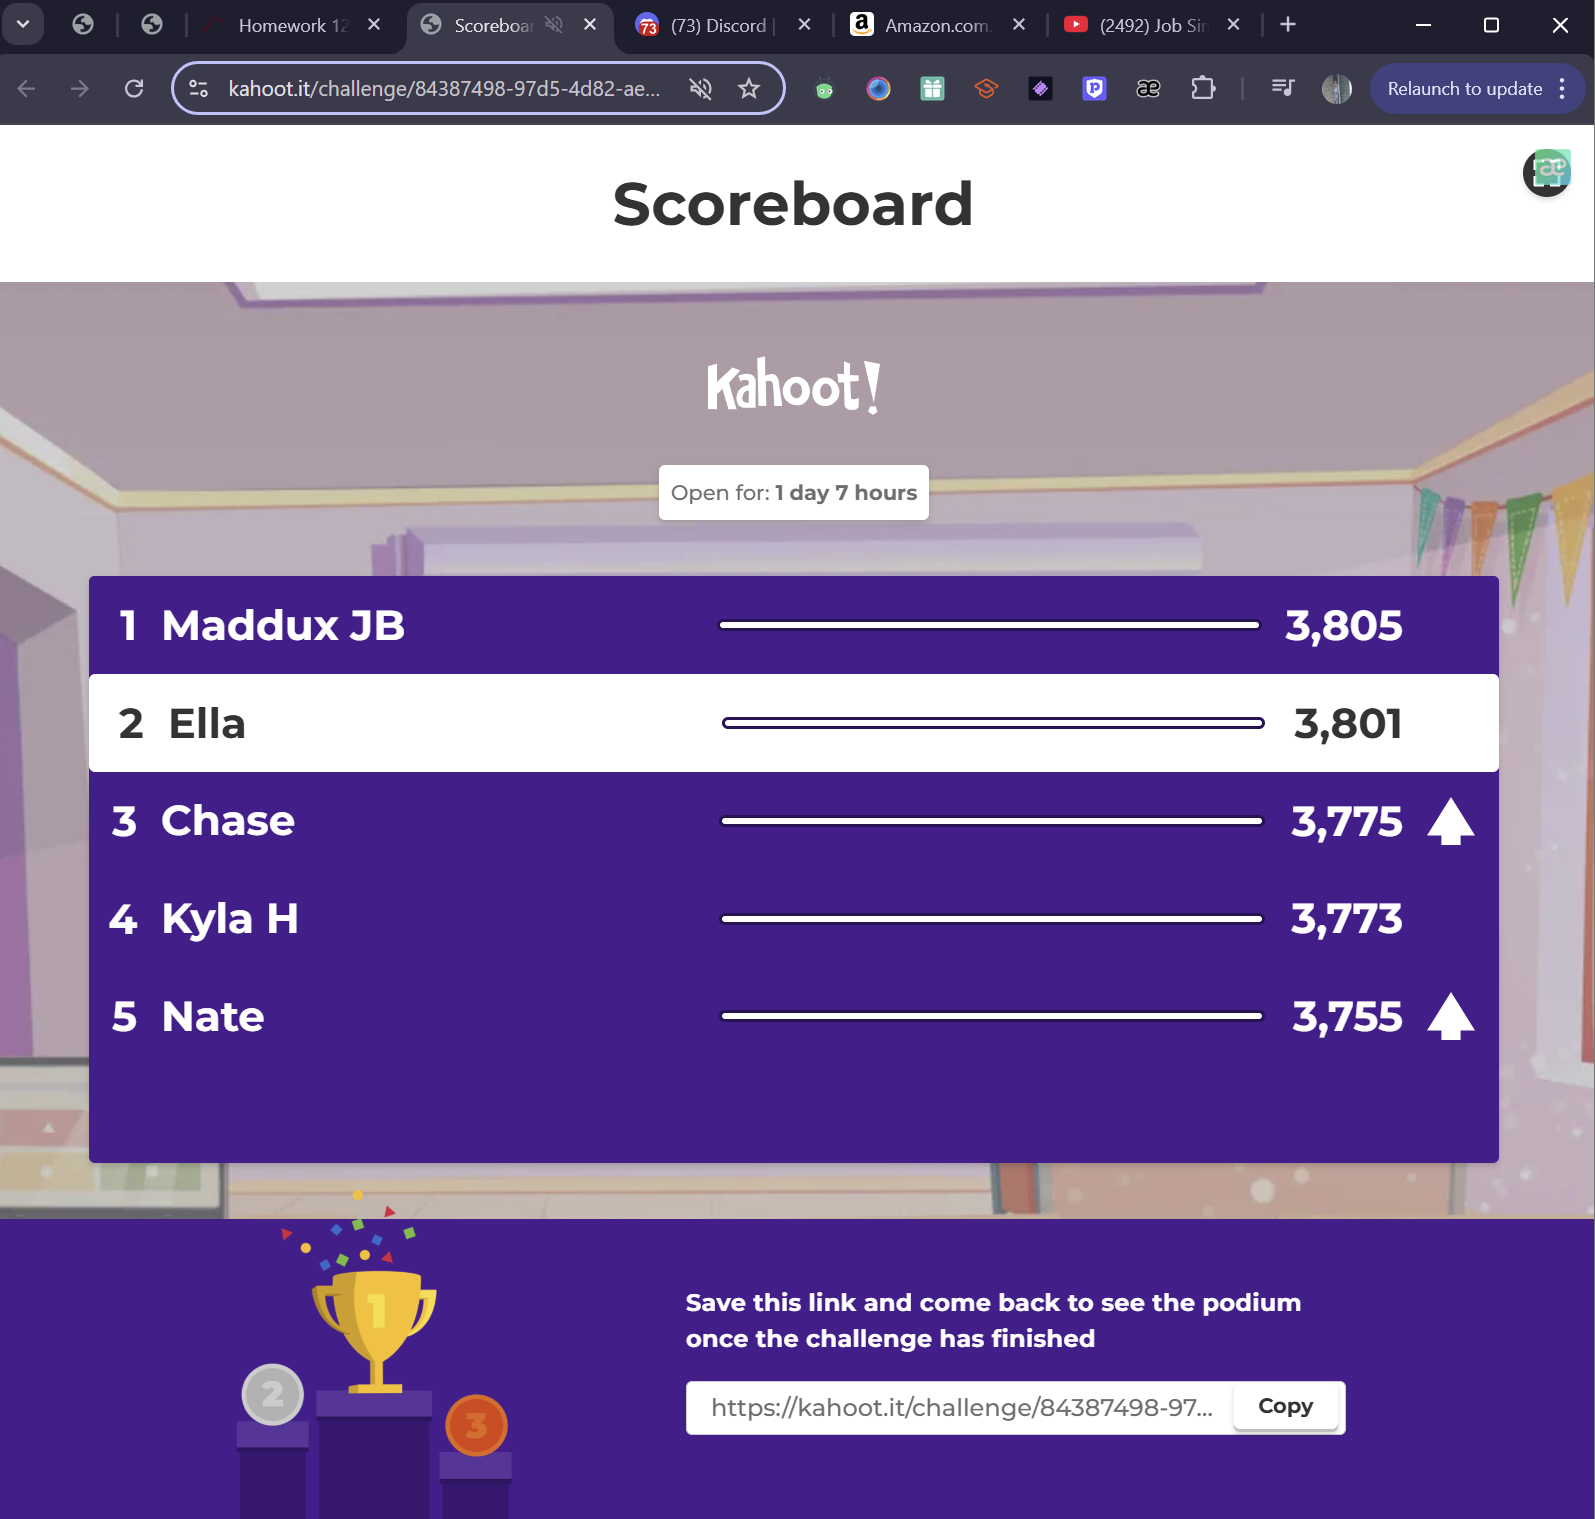 Homework 12
Scoreboar
(73) Discord |
Amazon.com.
(2492) Job Sin
kahoot.it/challenge/84387498-97d5-4d82-ae...
Relaunch to update
Scoreboard
Kahoot!
Open for: 1 day 7 hours
1 Maddux JB 3,805
2 Ella 3,801
3 Chase 3,775
4 Kyla H 3,773
5 Nate 3,755
1
2
3
Save this link and come back to see the podium
once the challenge has finished
https://kahoot.it/challenge/84387498-97...
Copy